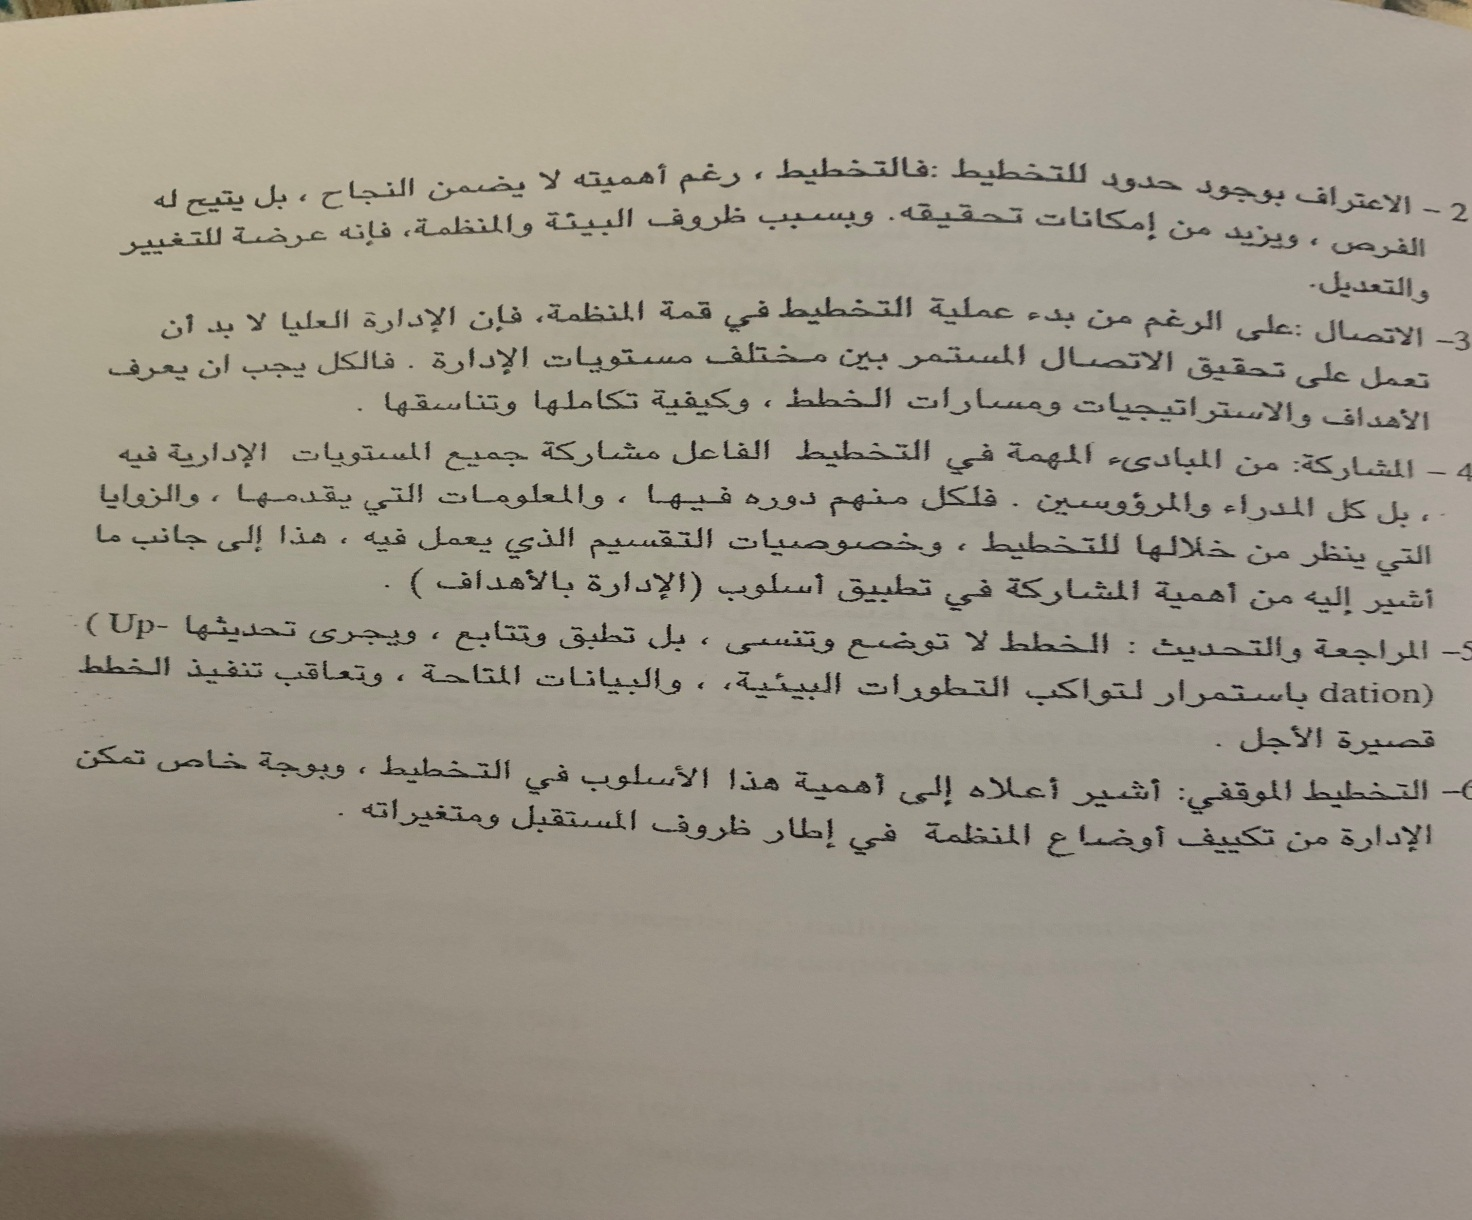 2 – الاعتراف بوجود حدود للتخطيط :فالتخطيط ، رغم أهميته لا يضمن النجاح ، بل يتيح له
الفرص ، ويزيد من إمكانات تحقيقه. وبسبب ظروف البيئة والمنظمة، فإنه عرضة للتغيير
والتعديل.
3– الاتصال :على الرغم من بدء عملية التخطيط في قمة المنظمة، فإن الإدارة العليا لا بد أن
تعمل على تحقيق الاتصال المستمر بين مختلف مستويات الإدارة . فالكل يجب ان يعرف
الأهداف والاستراتيجيات ومسارات الخطط ، وكيفية تكاملها وتناسقها .
4 – المشاركة: من المبادىء المهمة في التخطيط الفاعل مشاركة جميع المستويات الإدارية فيه
، بل كل المدراء والمرؤوسين . فلكل منهم دوره فيها ، والمعلومات التي يقدمها ، والزوايا
التي ينظر من خلالها للتخطيط ، وخصوصيات التقسيم الذي يعمل فيه ، هذا إلى جانب ما
أشير إليه من أهمية المشاركة في تطبيق أسلوب (الإدارة بالأهداف ) .
5– المراجعة والتحديث : الخطط لا توضع وتنسى ، بل تطبق وتتابع ، ويجرى تحديثها (Up-
dation) باستمرار لتواكب التطورات البيئية، ، والبيانات المتاحة ، وتعاقب تنفيذ الخطط
قصيرة الأجل .
6– التخطيط الموقفي: أشير أعلاه إلى أهمية هذا الأسلوب في التخطيط ، وبوجة خاص تمكن
الإدارة من تكييف أوضاع المنظمة في إطار ظروف المستقبل ومتغيراته .